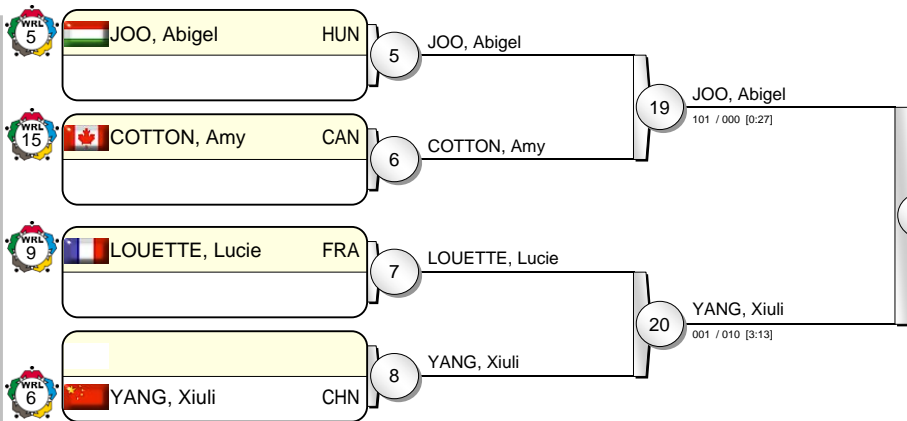 WRL 5 JOO, Abigel HUN
5 JOO, Abigel
WRL 15 COTTON, Amy CAN
6 COTTON, Amy
19 JOO, Abigel
101 / 000 [0:27]
WRL 9 LOUETTE, Lucie FRA
7 LOUETTE, Lucie
WRL 6 YANG, Xiuli CHN
8 YANG, Xiuli
20 YANG, Xiuli
001 / 010 [3:13]